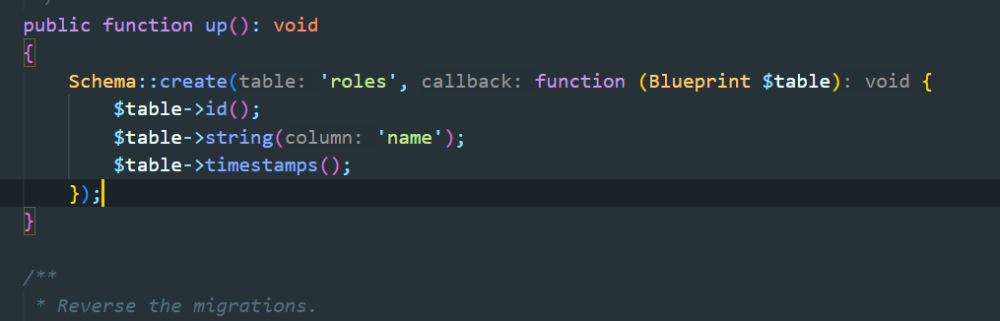 /
public function up(): void
{
Schema::create(table: 'roles', callback: function (Blueprint $table): void {
$table->id();
$table->string(column: 'name');
$table->timestamps();
});
}
/**
* Reverse the migrations.